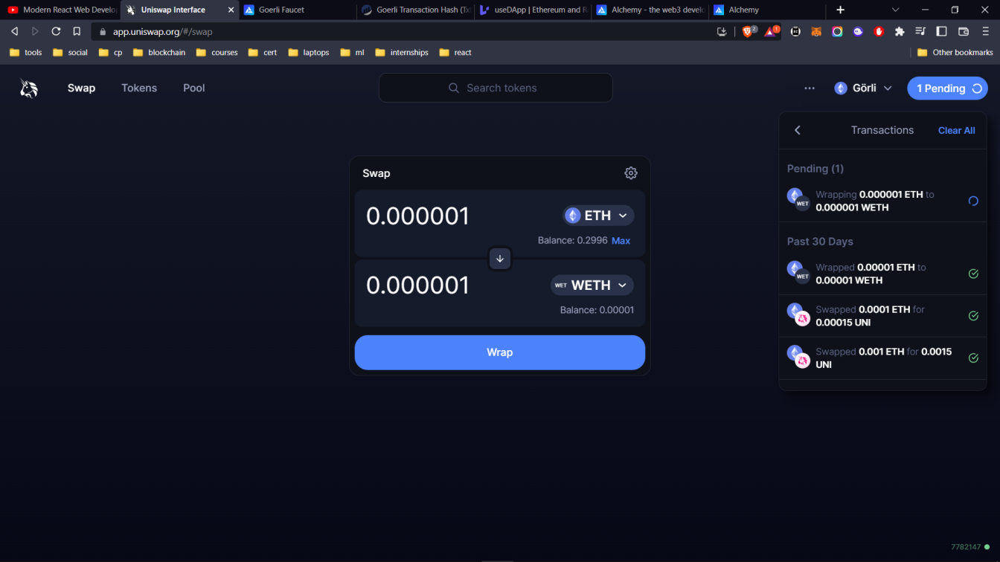 Modern React Web Develo
Uniswap Interface
Goerli Faucet
Goerli Transaction Hash (Tx
useDApp | Ethereum and R
Alchemy - the web3 develo
Alchemy
app.uniswap.org/#/swap
2
1
tools
social
cp
blockchain
courses
cert
laptops
ml
internships
react
Other bookmarks
Swap
Tokens
Pool
Search tokens
Görli
1 Pending
Transactions
Clear All
Swap
0.000001
ETH
Balance: 0.2996 Max
0.000001
WET WETH
Balance: 0.00001
Wrap
Pending (1)
WET
Wrapping 0.000001 ETH to
0.000001 WETH
Past 30 Days
WET
Wrapped 0.00001 ETH to
0.00001 WETH
Swapped 0.0001 ETH for
0.00015 UNI
Swapped 0.001 ETH for 0.0015
UNI
7782147